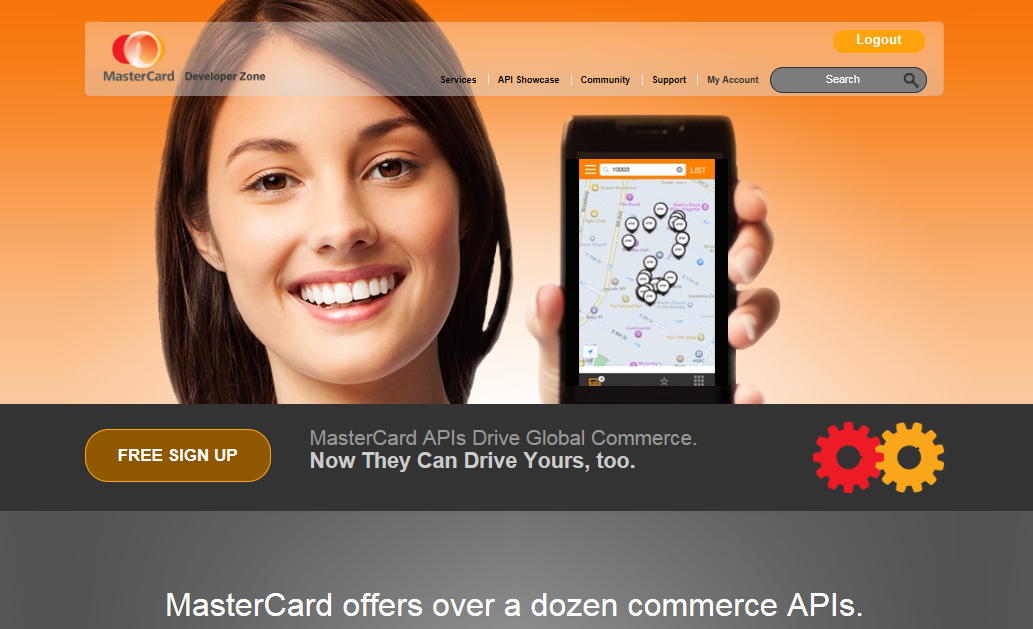 Logout
MasterCard Developer Zone
Services
API Showcase
Community
Support
My Account
Search
10003
LIST
FREE SIGN UP
MasterCard APIs Drive Global Commerce.
Now They Can Drive Yours, too.
MasterCard offers over a dozen commerce APIs.